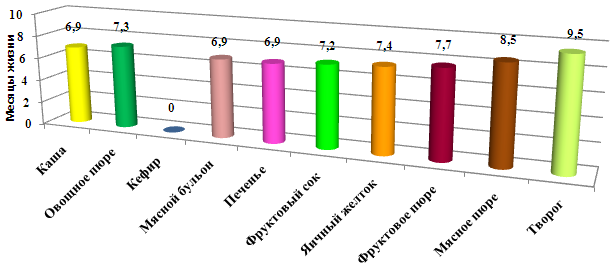 Месяцы жизни
10
8
6
4
2
0
6,9
7,3
0
6,9
6,9
7,2
7,4
7,7
8,5
9,5
Каша
Овощное пюре
Кефир
Мясной бульон
Печенье
Фруктовый сок
Яичный желток
Фруктовое пюре
Мясное пюре
Творог